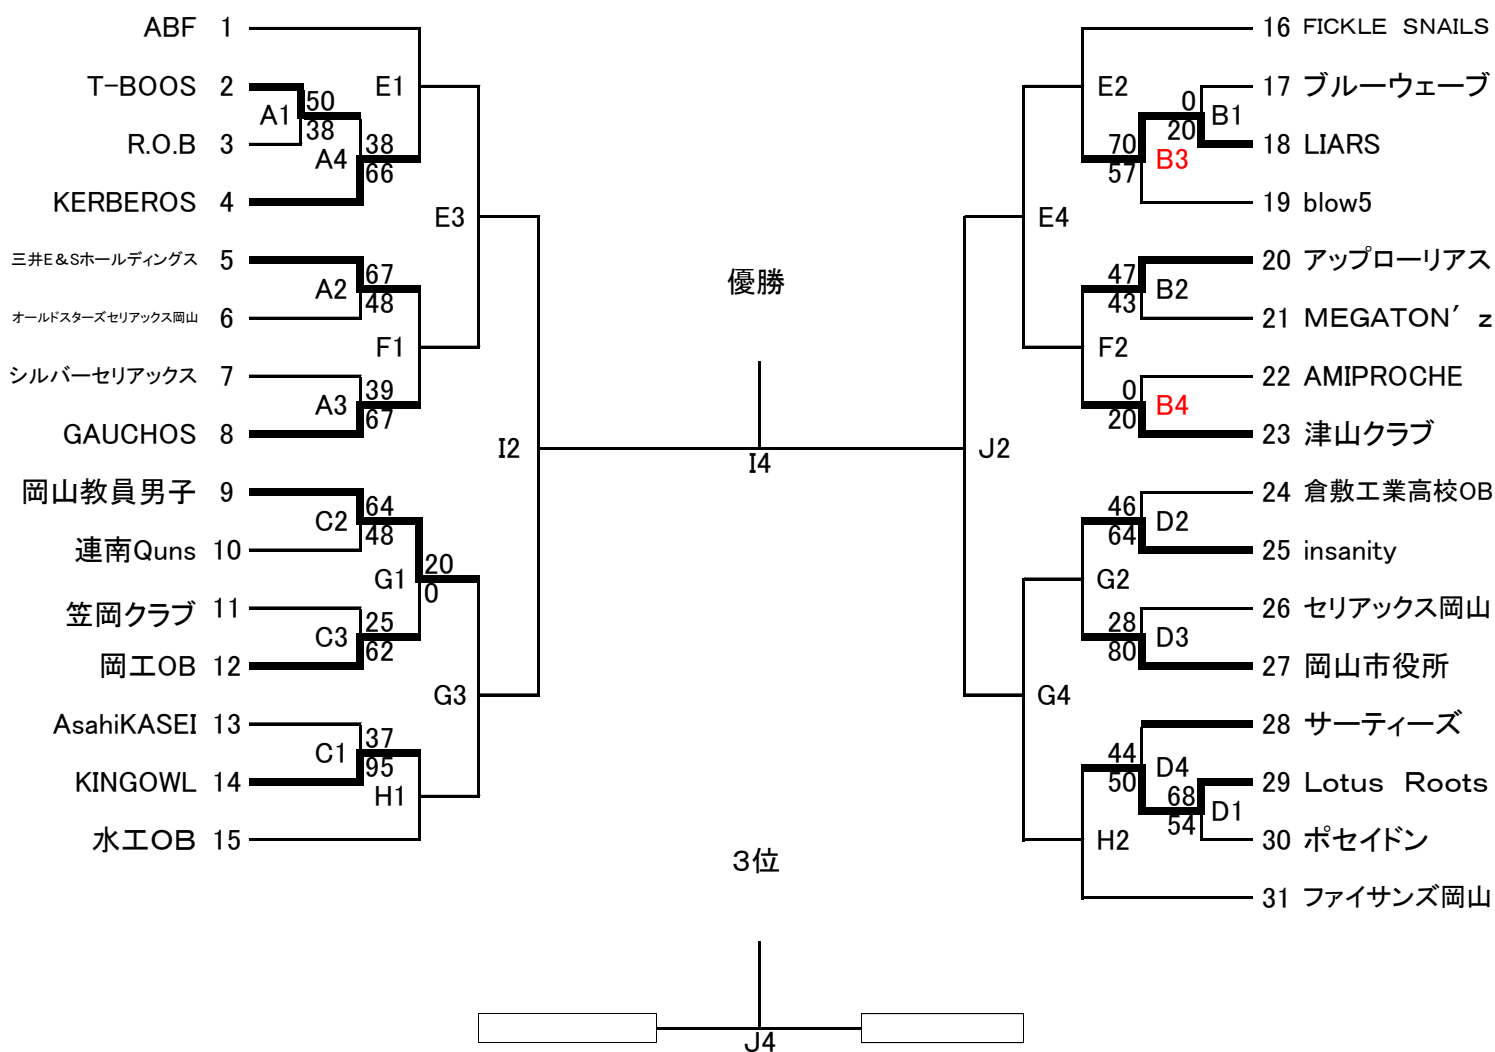 ABF 1
T-BOOS 2
R.O.B 3
KERBEROS 4
三井E&Sホールディングス 5
オールドスターズセリアックス岡山 6
シルバーセリアックス 7
GAUCHOS 8
岡山教員男子 9
連南Quns 10
笠岡クラブ 11
岡工OB 12
AsahiKASEI 13
KINGOWL 14
水工OB 15
A1
50
38
A4
38
66
E1
A2
67
48
A3
39
67
F1
E3
C2
64
48
C3
25
62
G1
20
0
C1
37
95
H1
G3
I2
優勝
I4
3位
J4
J2
E4
G4
E2
70
57
B3
0
20
B1
F2
47
43
B2
0
20
B4
G2
46
64
D2
28
80
D3
H2
44
50
D4
68
54
D1
16 FICKLE SNAILS
17 ブルーウェーブ
18 LIARS
19 blow5
20 アップローリアス
21 MEGATON’z
22 AMIPROCHE
23 津山クラブ
24 倉敷工業高校OB
25 insanity
26 セリアックス岡山
27 岡山市役所
28 サーティーズ
29 Lotus Roots
30 ポセイドン
31 ファイサンズ岡山